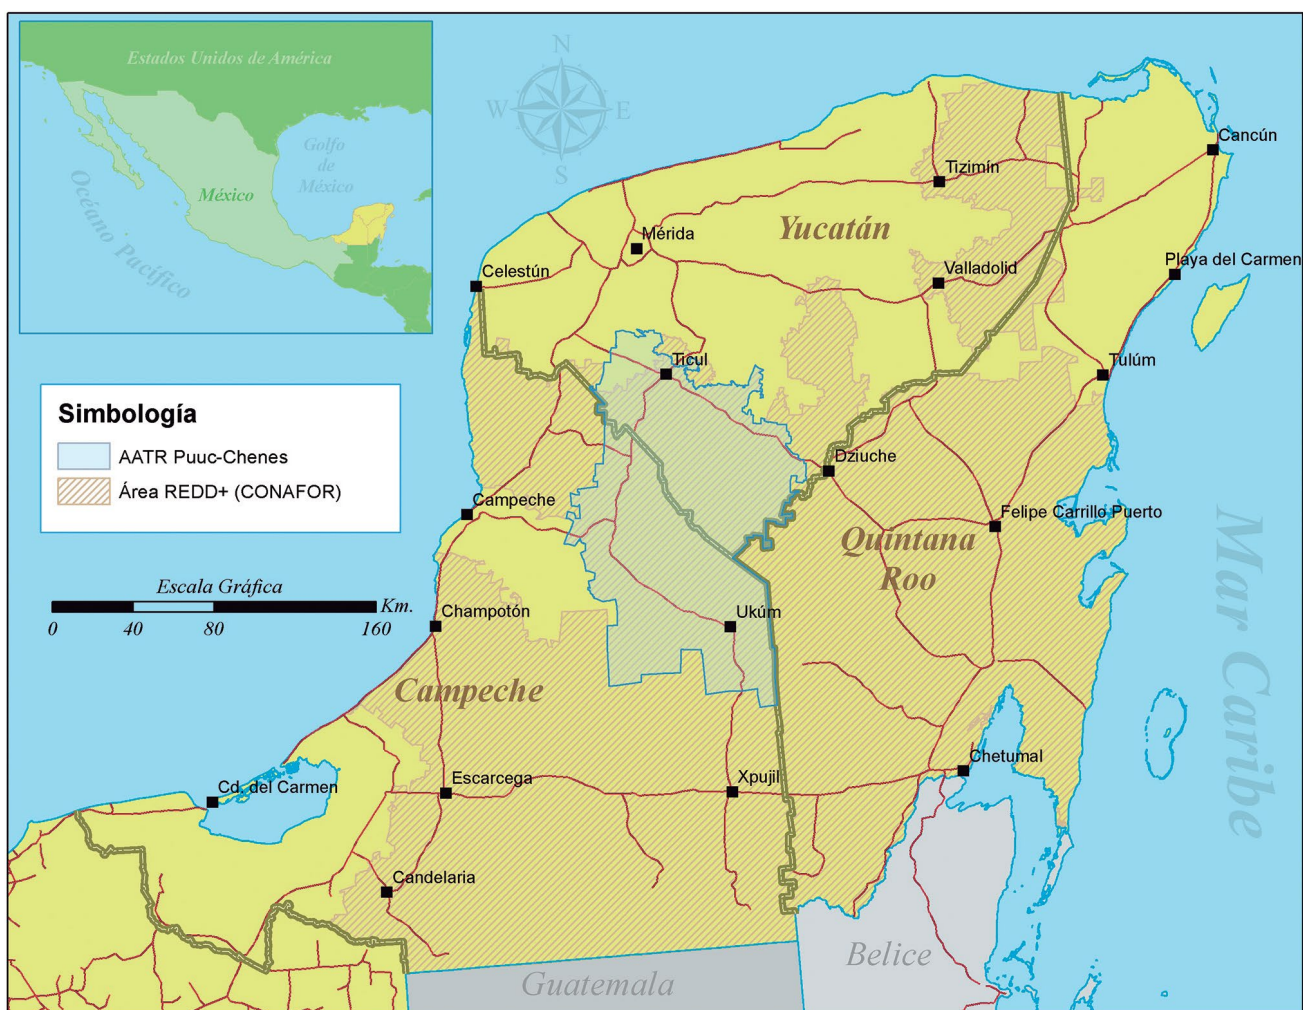 Estados Unidos de América
Golfo
de
México
México
Océano Pacífico
N
W
E
S
Cancún
Tizimín
Yucatán
Mérida
Celestún
Valladolid
Playa del Carmen
Ticul
Tulúm
Simbología
AATR Puuc-Chenes
Área REDD+ (CONAFOR)
Dziuche
Campeche
Felipe Carrillo Puerto
Quintana
Roo
Mar Caribe
Escala Gráfica
Km.
0
40
80
160
Champotón
Ukúm
Campeche
Chetumal
Cd. del Carmen
Escarcega
Xpujil
Candelaria
Belice
Guatemala